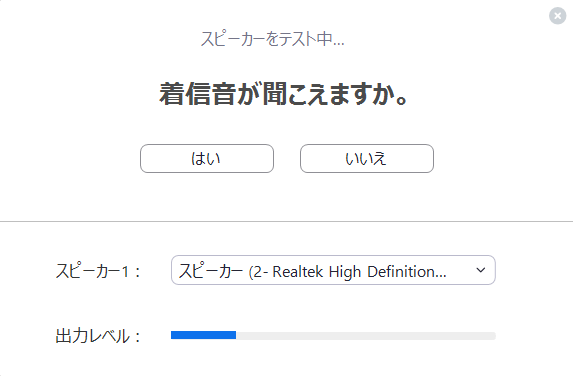 スピーカーをテスト中...
着信音が聞こえますか。
はい
いいえ
スピーカー1：
スピーカー (2- Realtek High Definition...
出力レベル：